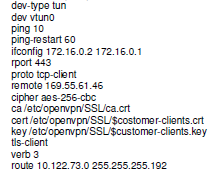 dev-type tun
dev vtun0
ping 10
ping-restart 60
ifconfig 172.16.0.2 172.16.0.1
rport 443
proto tcp-client
remote 169.55.61.46
cipher aes-256-cbc
ca /etc/openvpn/SSL/ca.crt
cert /etc/openvpn/SSL/$costomer-clients.crt
key /etc/openvpn/SSL/$customer-clients.key
tls-client
verb 3
route 10.122.73.0 255.255.255.192